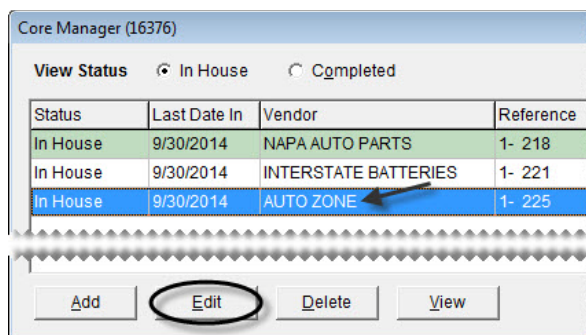 Core Manager (16376)
View Status In House Completed
Status Last Date In Vendor Reference
In House 9/30/2014 NAPA AUTO PARTS 1- 218
In House 9/30/2014 INTERSTATE BATTERIES 1- 221
In House 9/30/2014 AUTO ZONE 1- 225
Add Edit Delete View